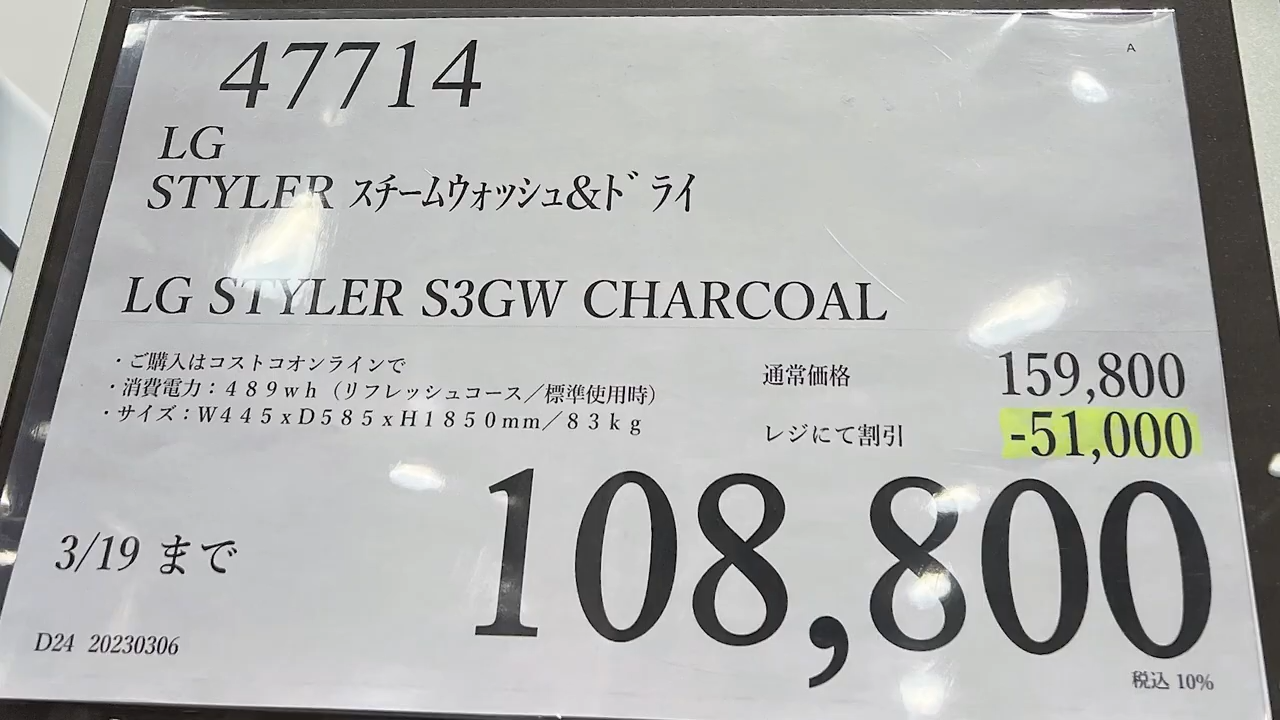 A
47714
LG
STYLER スチームウォッシュ&ドライ
LG STYLER S3GW CHARCOAL
・ご購入はコストコオンラインで
・消費電力：４８９ｗｈ（リフレッシュコース／標準使用時）
・サイズ：Ｗ４４５ｘＤ５８５ｘＨ１８５０ｍｍ／８３ｋｇ
通常価格 159,800
レジにて割引 -51,000
108,800
3/19 まで
D24 20230306
税込 10%